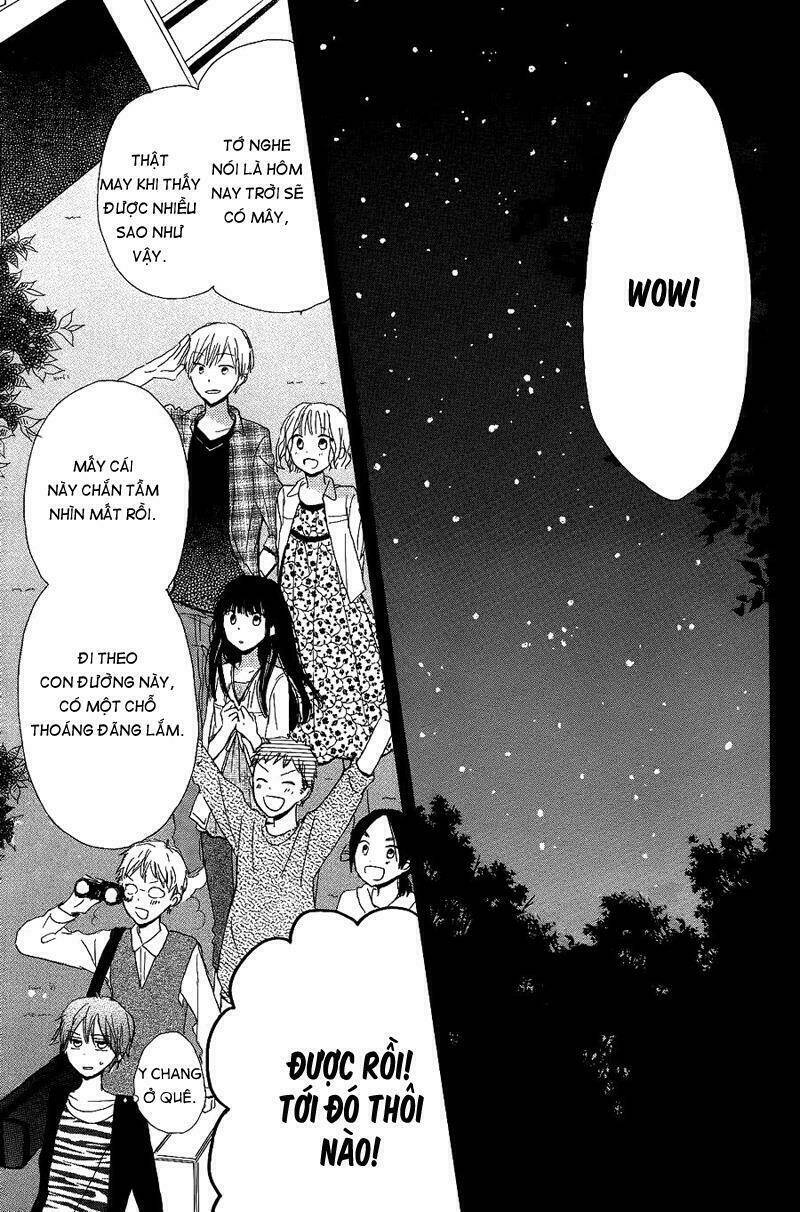 WOW!
TỚ NGHE
NÓI LÀ HÔM
NAY TRỜI SẼ
CÓ MÂY,
THẬT
MAY KHI THẤY
ĐƯỢC NHIỀU
SAO NHƯ
VẬY.
MẤY CÁI
NÀY CHẮN TẦM
NHÌN MẤT RỒI.
ĐI THEO
CON ĐƯỜNG NÀY,
CÓ MỘT CHỖ
THOÁNG ĐÃNG LẮM.
Y CHANG
Ở QUÊ.
ĐƯỢC RỒI!
TỚI ĐÓ THÔI
NÀO!